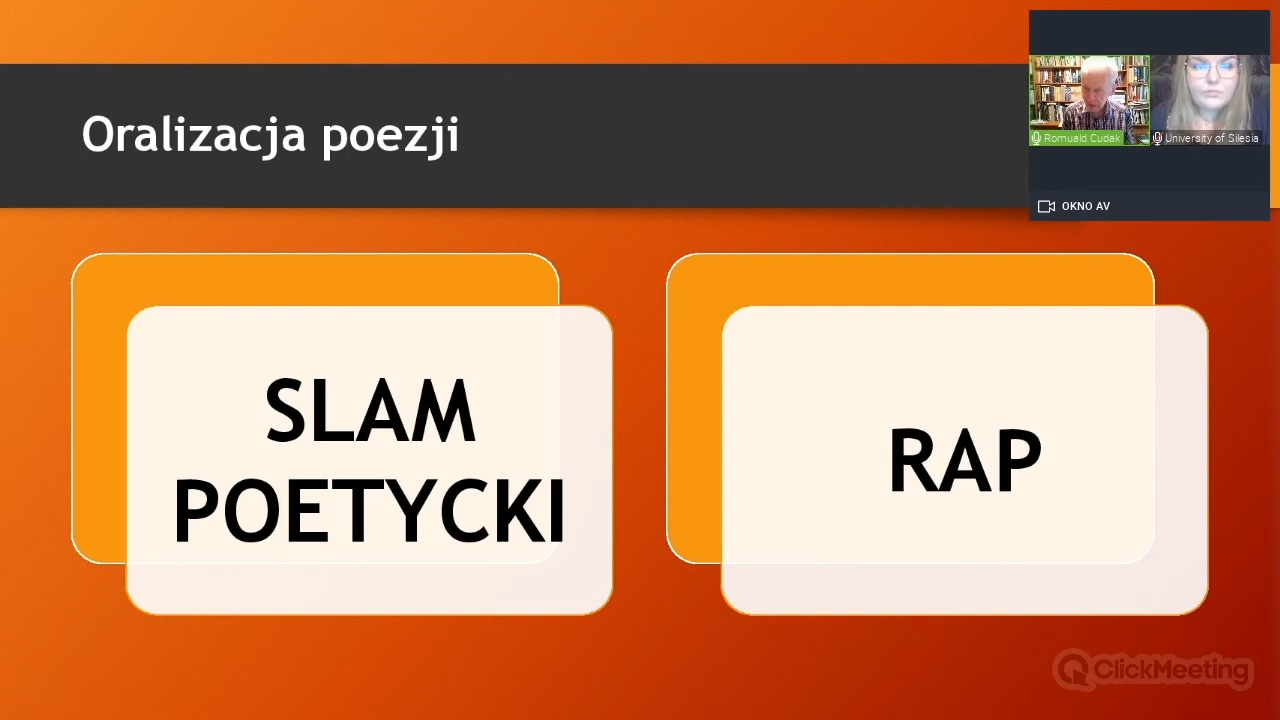 Oralizacja poezji
Romuald Cudak
University of Silesia
OKNO AV
SLAM
POETYCKI
RAP
ClickMeeting